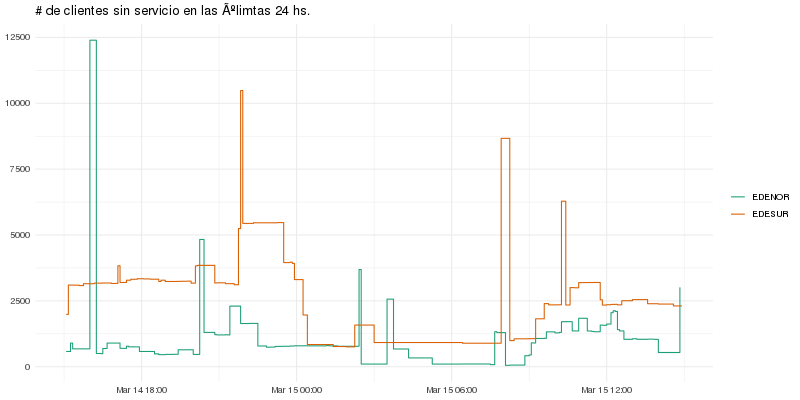 # de clientes sin servicio en las Ãºlimtas 24 hs.
12500
10000
7500
5000
2500
0
Mar 14 18:00
Mar 15 00:00
Mar 15 06:00
Mar 15 12:00
EDENOR
EDESUR